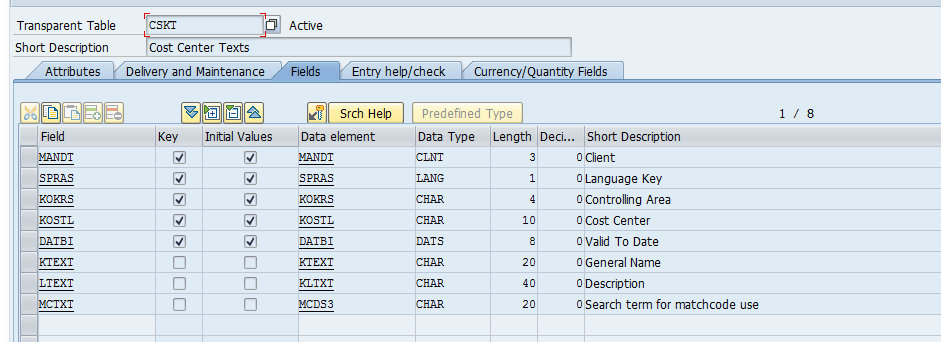 Transparent Table CSKT Active
Short Description Cost Center Texts
Attributes Delivery and Maintenance Fields Entry help/check Currency/Quantity Fields
Srch Help Predefined Type 1 / 8
Field Key Initial Values Data element Data Type Length Deci... Short Description
MANDT MANDT CLNT 3 0 Client
SPRAS SPRAS LANG 1 0 Language Key
KOKRS KOKRS CHAR 4 0 Controlling Area
KOSTL KOSTL CHAR 10 0 Cost Center
DATBI DATBI DATS 8 0 Valid To Date
KTEXT KTEXT CHAR 20 0 General Name
LTEXT KLTXT CHAR 40 0 Description
MCTXT MCDS3 CHAR 20 0 Search term for matchcode use